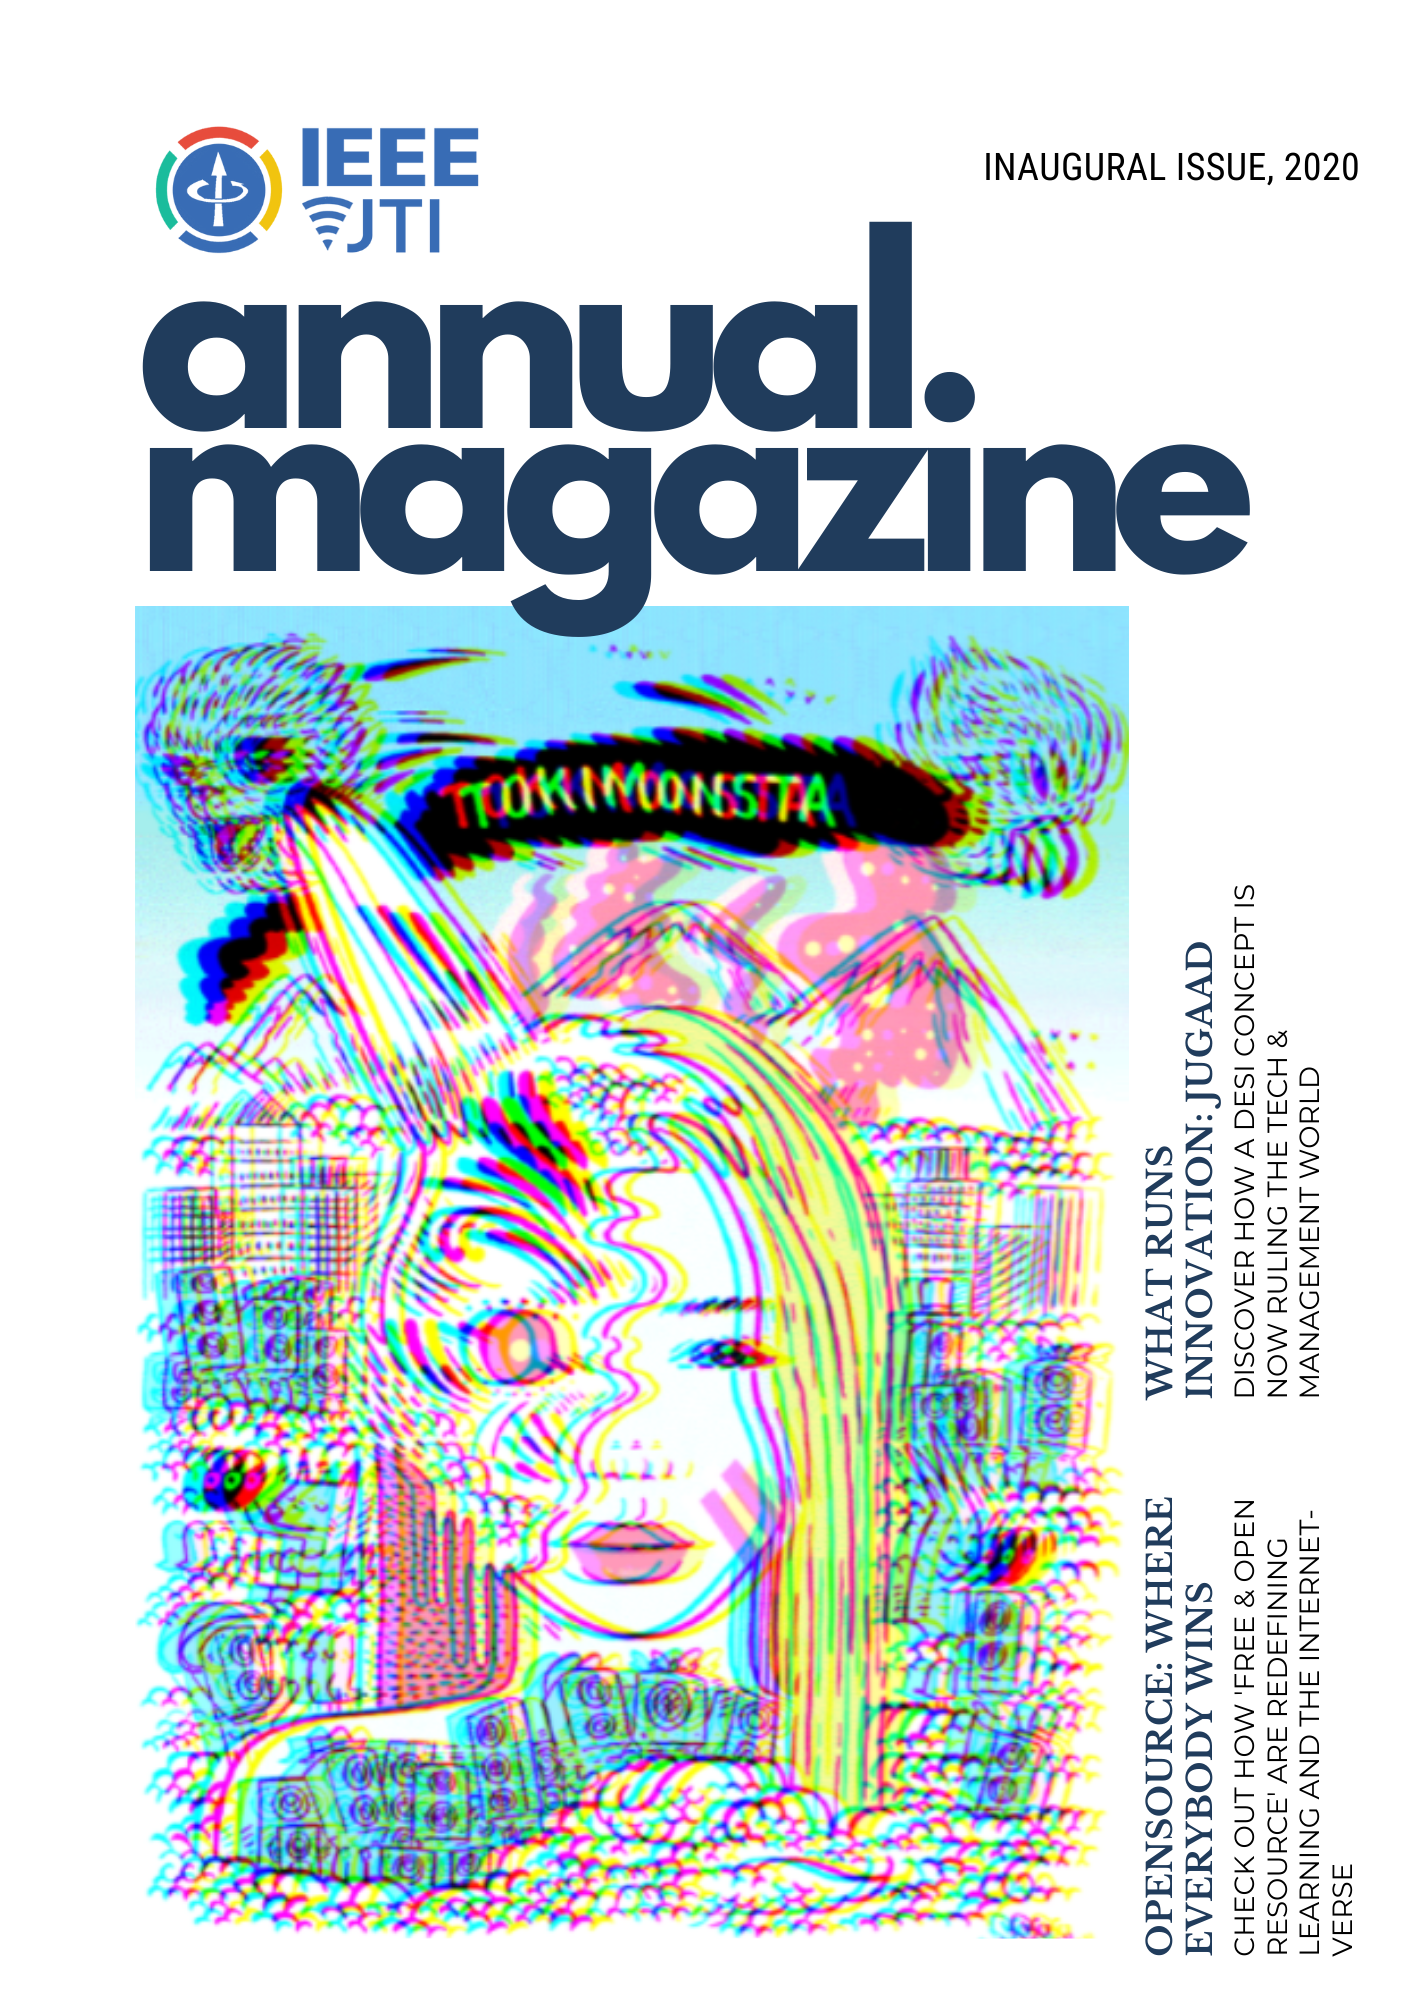 IEEE
VJTI
INAUGURAL ISSUE, 2020
annual.
magazine
TOKIMONSTA
WHAT RUNS
INNOVATION: JUGAAD
DISCOVER HOW A DESI CONCEPT IS
NOW RULING THE TECH &
MANAGEMENT WORLD
OPENSOURCE: WHERE
EVERYBODY WINS
CHECK OUT HOW 'FREE & OPEN
RESOURCE' ARE REDEFINING
LEARNING AND THE INTERNET-
VERSE